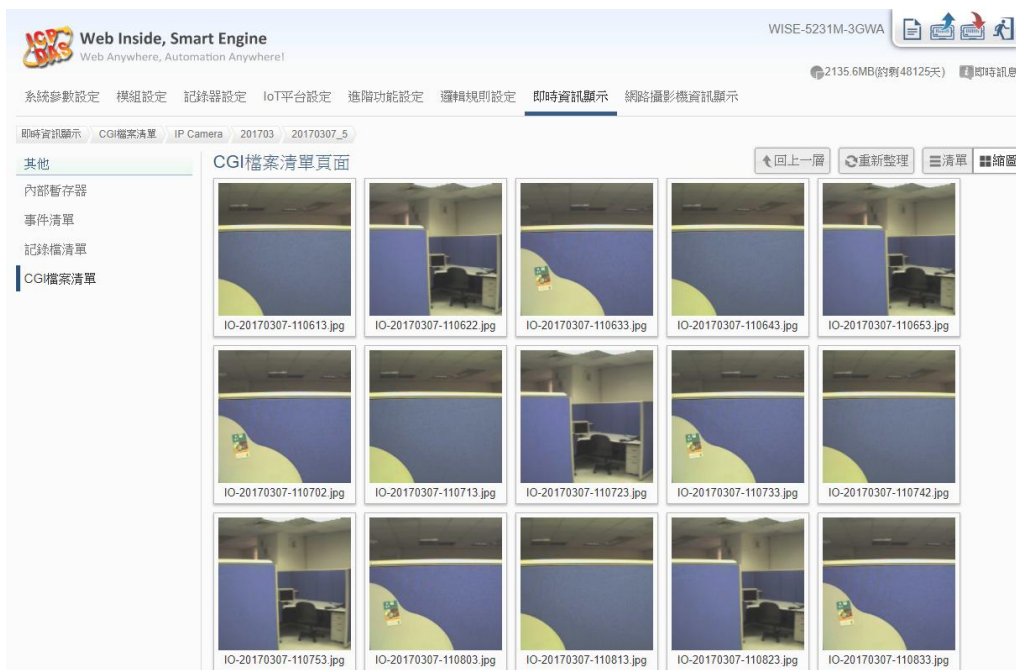 ICP DAS
Web Inside, Smart Engine
Web Anywhere, Automation Anywhere!
WISE-5231M-3GWA
2135.6MB(約剩48125天) 即時訊息
系統參數設定 模組設定 記錄器設定 IoT平台設定 進階功能設定 邏輯規則設定 即時資訊顯示 網路攝影機資訊顯示
即時資訊顯示 CGI檔案清單 IP Camera 201703 20170307_5
其他
內部暫存器
事件清單
記錄檔清單
CGI檔案清單
CGI檔案清單頁面
回上一層 重新整理 清單 縮圖
IO-20170307-110613.jpg IO-20170307-110622.jpg IO-20170307-110633.jpg IO-20170307-110643.jpg IO-20170307-110653.jpg
IO-20170307-110702.jpg IO-20170307-110713.jpg IO-20170307-110723.jpg IO-20170307-110733.jpg IO-20170307-110742.jpg
IO-20170307-110753.jpg IO-20170307-110803.jpg IO-20170307-110813.jpg IO-20170307-110823.jpg IO-20170307-110833.jpg